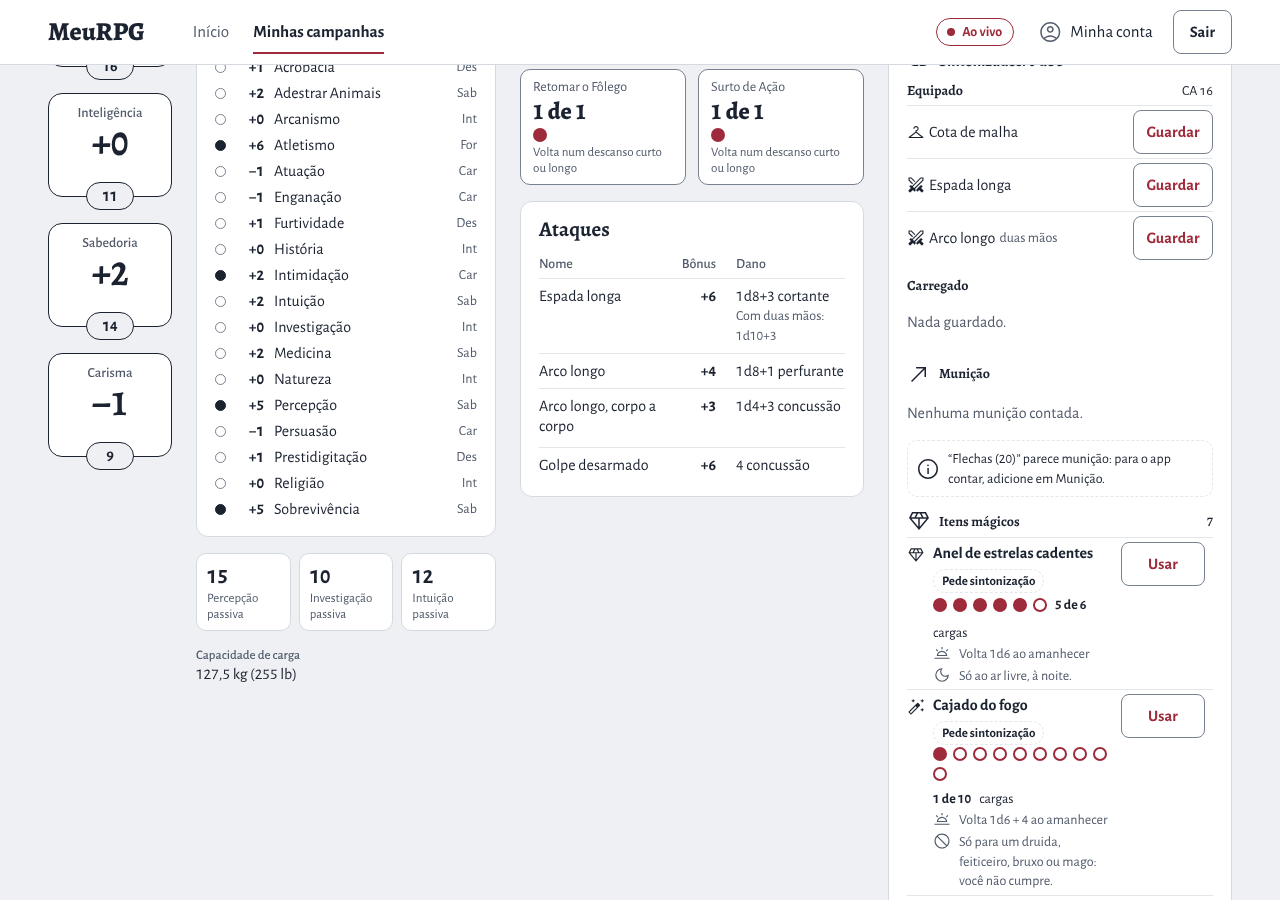 MeuRPG
Início
Minhas campanhas
Ao vivo
Minha conta
Sair
16
Inteligência
+0
11
Sabedoria
+2
14
Carisma
−1
9
+1 Acrobacia Des
+2 Adestrar Animais Sab
+0 Arcanismo Int
+6 Atletismo For
−1 Atuação Car
−1 Enganação Car
+1 Furtividade Des
+0 História Int
+2 Intimidação Car
+2 Intuição Sab
+0 Investigação Int
+2 Medicina Sab
+0 Natureza Int
+5 Percepção Sab
−1 Persuasão Car
+1 Prestidigitação Des
+0 Religião Int
+5 Sobrevivência Sab
15
Percepção
passiva
10
Investigação
passiva
12
Intuição
passiva
Capacidade de carga
127,5 kg (255 lb)
Retomar o Fôlego
1 de 1
Volta num descanso curto
ou longo
Surto de Ação
1 de 1
Volta num descanso curto
ou longo
Ataques
Nome Bônus Dano
Espada longa +6 1d8+3 cortante
Com duas mãos:
1d10+3
Arco longo +4 1d8+1 perfurante
Arco longo, corpo a +3 1d4+3 concussão
corpo
Golpe desarmado +6 4 concussão
Equipado CA 16
Cota de malha Guardar
Espada longa Guardar
Arco longo duas mãos Guardar
Carregado
Nada guardado.
Munição
Nenhuma munição contada.
“Flechas (20)” parece munição: para o app
contar, adicione em Munição.
Itens mágicos 7
Anel de estrelas cadentes Usar
Pede sintonização
5 de 6
cargas
Volta 1d6 ao amanhecer
Só ao ar livre, à noite.
Cajado do fogo Usar
Pede sintonização
1 de 10 cargas
Volta 1d6 + 4 ao amanhecer
Só para um druida,
feiticeiro, bruxo ou mago:
você não cumpre.